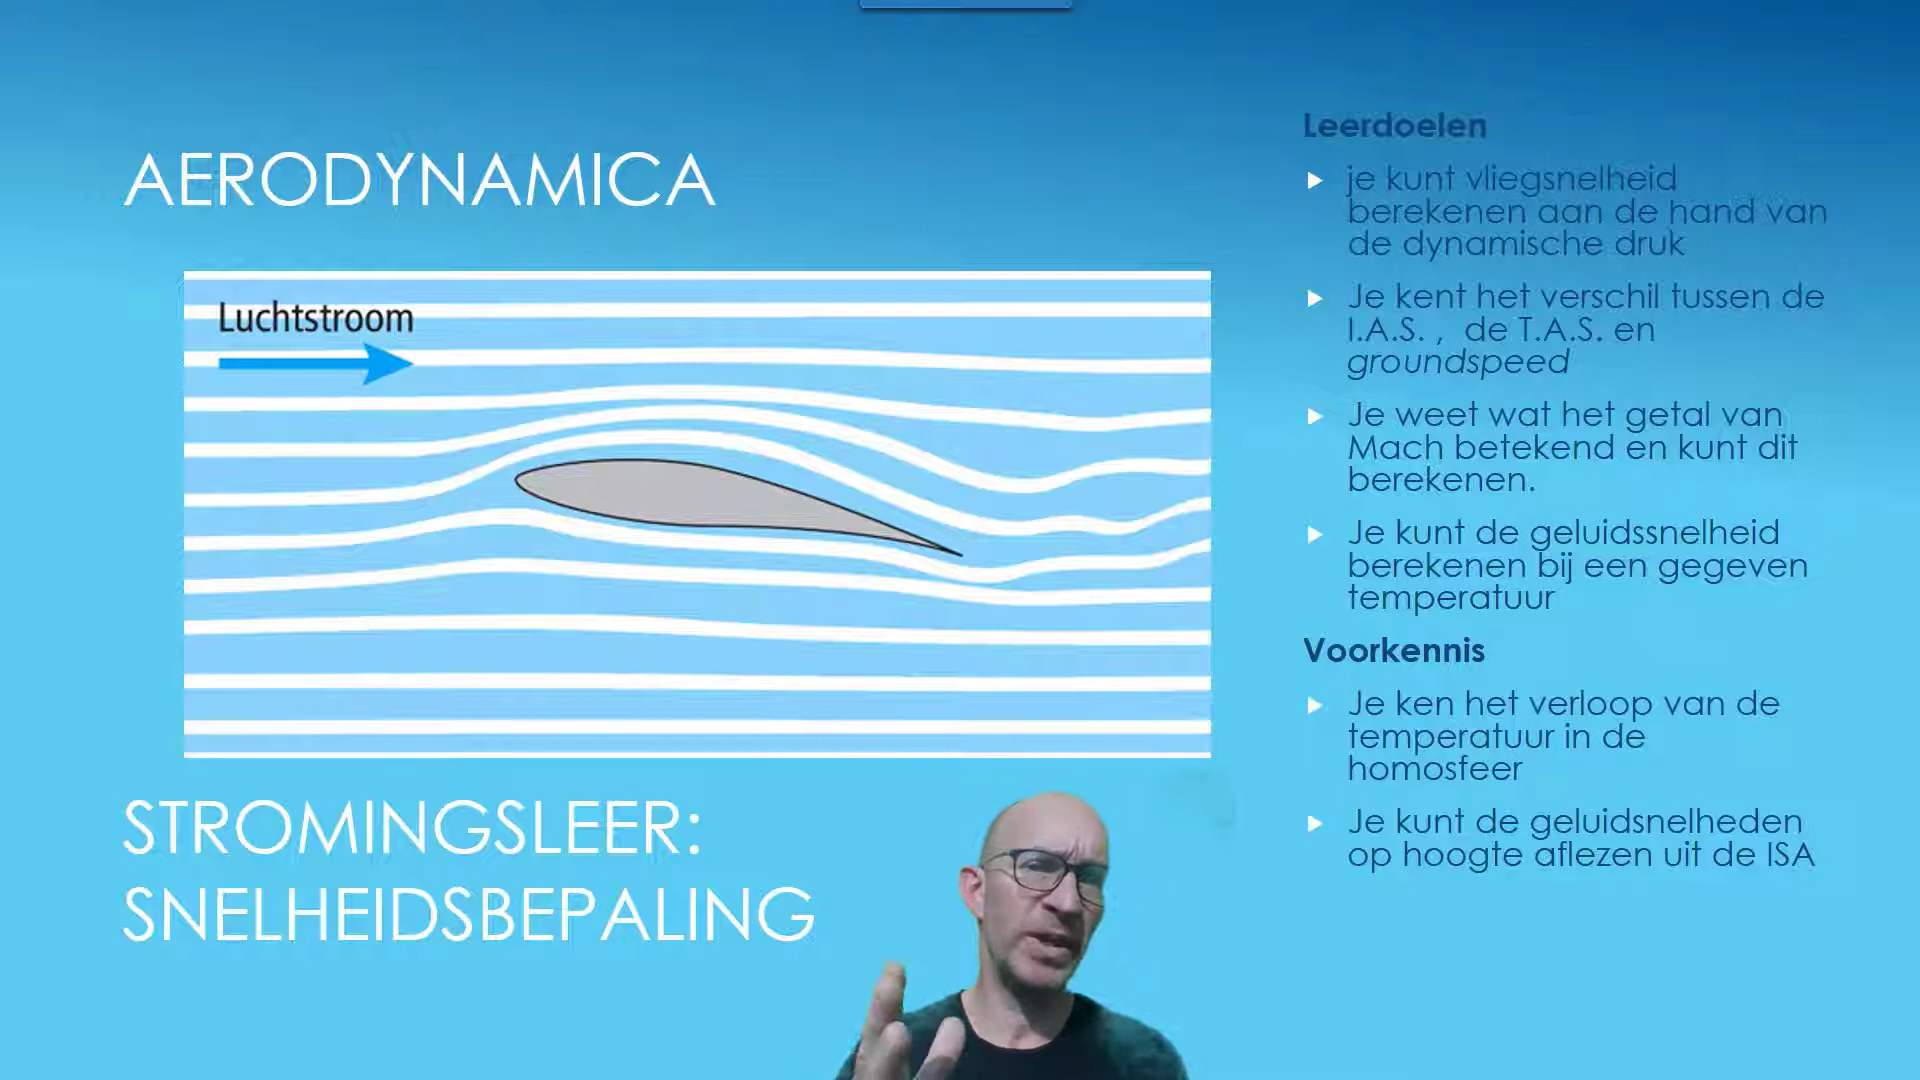 AERODYNAMICA
Luchtstroom
STROMINGSLEER:
SNELHEIDSBEPALING
Leerdoelen
je kunt vliegsnelheid
berekenen aan de hand van
de dynamische druk
Je kent het verschil tussen de
I.A.S. , de T.A.S. en
groundspeed
Je weet wat het getal van
Mach betekend en kunt dit
berekenen.
Je kunt de geluidssnelheid
berekenen bij een gegeven
temperatuur
Voorkennis
Je ken het verloop van de
temperatuur in de
homosfeer
Je kunt de geluidsnelheden
op hoogte aflezen uit de ISA